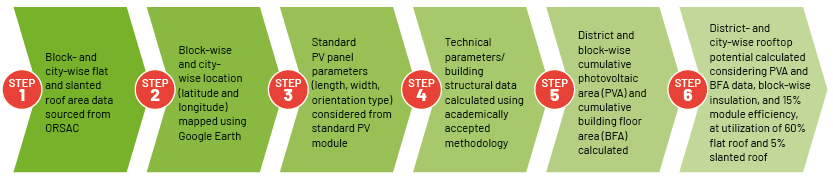 STEP
1
Block- and
city-wise flat
and slanted
roof area data
sourced from
ORSAC
STEP
2
Block-wise
and city-
wise location
(latitude and
longitude)
mapped using
Google Earth
STEP
3
Standard
PV panel
parameters
(length, width,
orientation type)
considered from
standard PV
module
STEP
4
Technical
parameters/
building
structural data
calculated using
academically
accepted
methodology
STEP
5
District and
block-wise
cumulative
photovoltaic
area (PVA) and
cumulative
building floor
area (BFA)
calculated
STEP
6
District- and
city-wise rooftop
potential calculated
considering PVA and
BFA data, block-wise
insulation, and 15%
module efficiency,
at utilization of 60%
flat roof and 5%
slanted roof